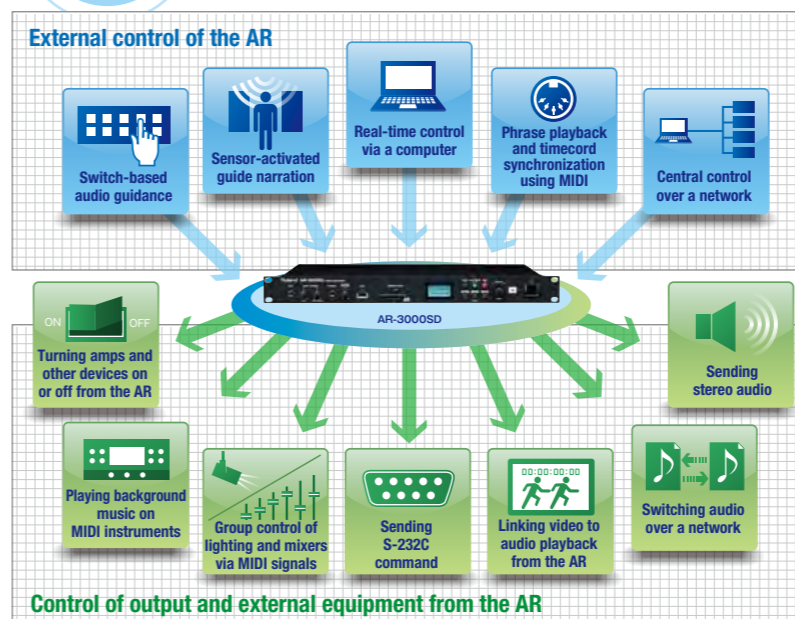 External control of the AR
Switch-based
audio guidance
Sensor-activated
guide narration
Real-time control
via a computer
Phrase playback
and timecord
synchronization
using MIDI
Central control
over a network
Roland AR-3000SD
AR-3000SD
ON OFF
Turning amps and
other devices on
or off from the AR
Sending
stereo audio
Playing background
music on
MIDI instruments
Group control of
lighting and mixers
via MIDI signals
Sending
S-232C
command
00:00:00:00
Linking video to
audio playback
from the AR
Switching audio
over a network
Control of output and external equipment from the AR